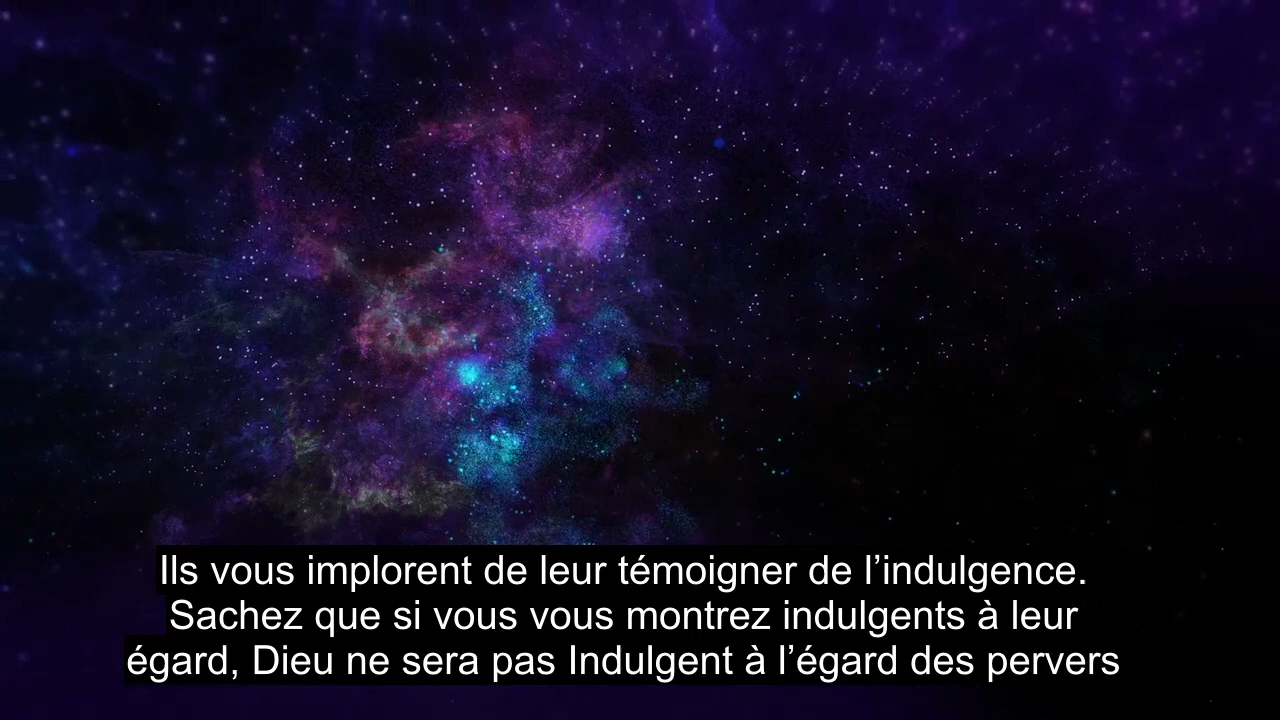 Ils vous implorent de leur témoigner de l’indulgence.
Sachez que si vous vous montrez indulgents à leur
égard, Dieu ne sera pas Indulgent à l’égard des pervers